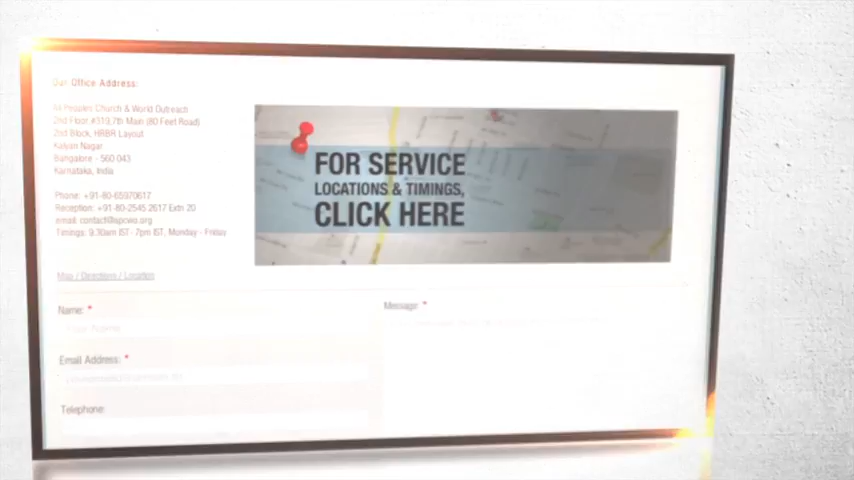 Our Office Address:
All Peoples Church & World Outreach
2nd Floor #319,7th Main (80 Feet Road)
2nd Block, HRBR Layout
Kalyan Nagar
Bangalore - 560 043
Karnataka, India
Phone: +91-80-65970617
Reception: +91-80-2545 2617 Extn 20
email: contact@apcwo.org
Timings: 9.30am IST - 7pm IST, Monday - Friday
Map / Directions / Location
FOR SERVICE
LOCATIONS & TIMINGS,
CLICK HERE
Name: *
Message: *
Email Address: *
Telephone: